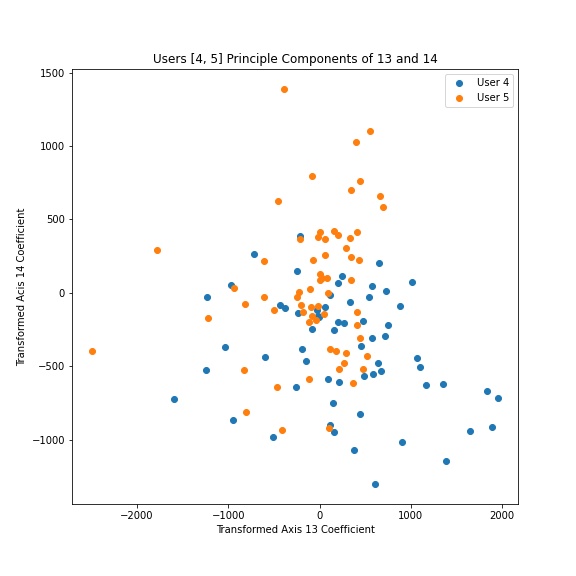 Users [4, 5] Principle Components of 13 and 14
User 4
User 5
Transformed Acis 14 Coefficient
1500
1000
500
0
−500
−1000
−2000
−1000
0
1000
2000
Transformed Axis 13 Coefficient